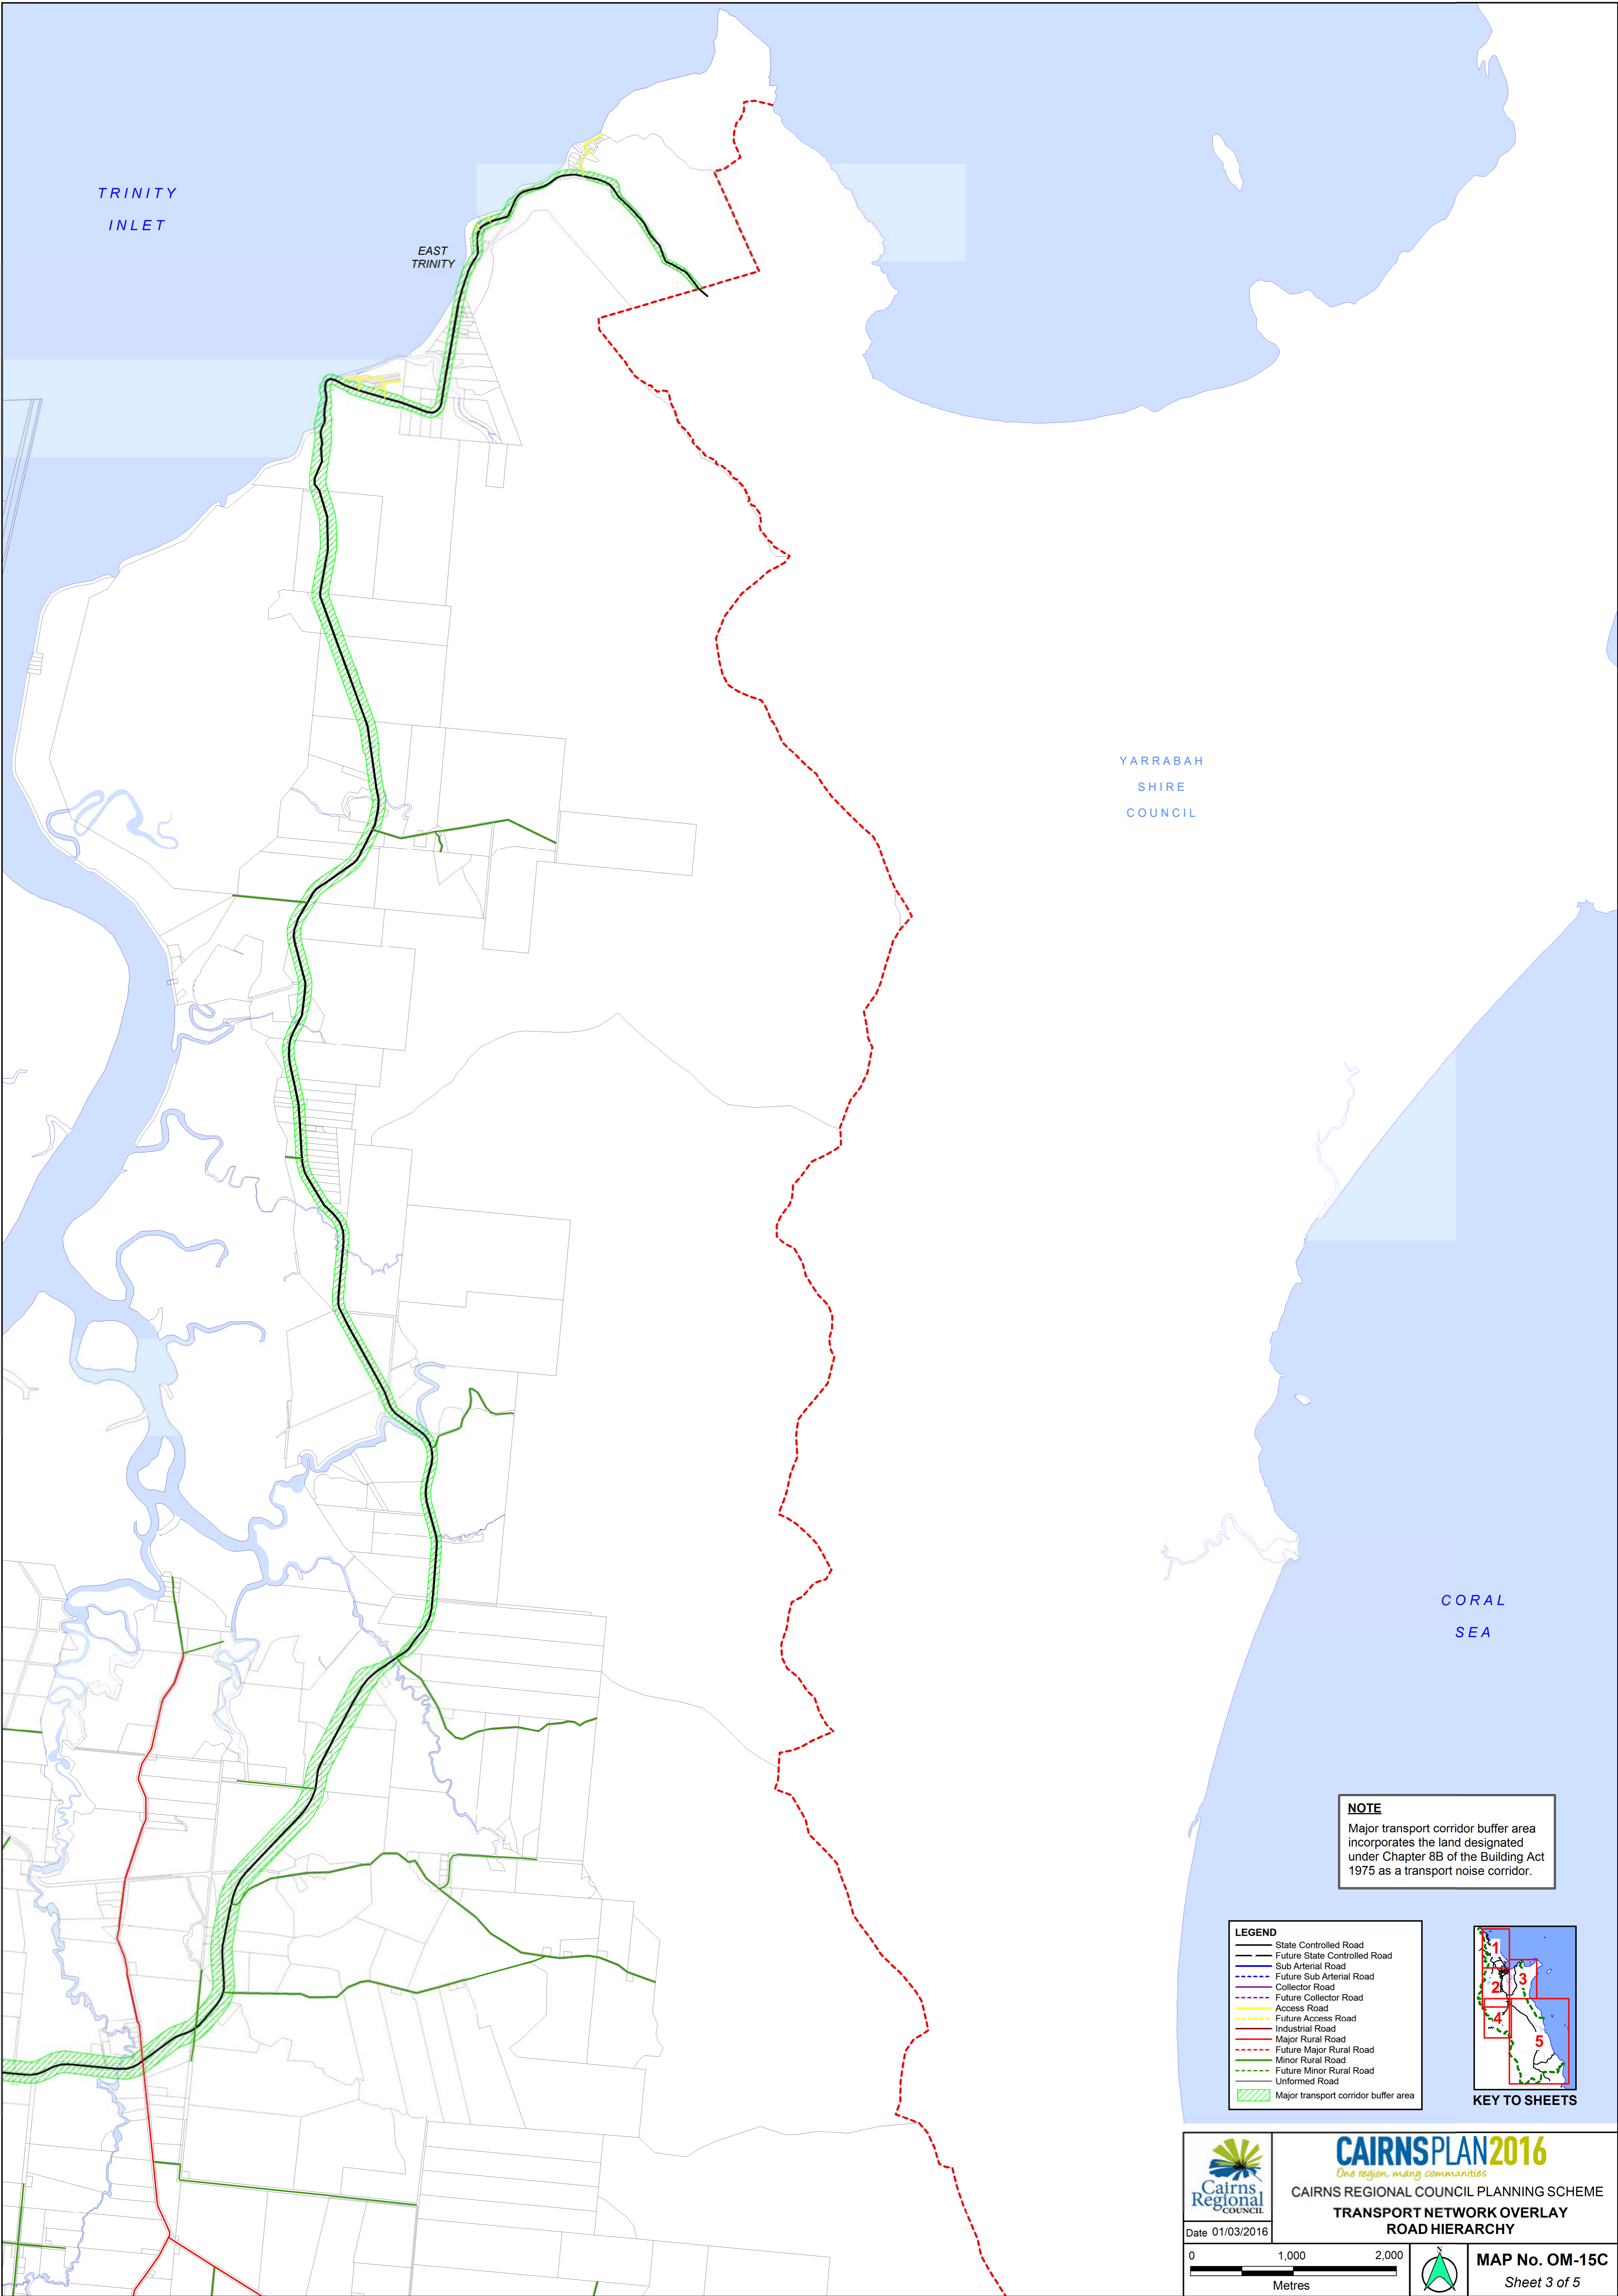 TRINITY
INLET
EAST
TRINITY
YARRABAH
SHIRE
COUNCIL
CORAL
SEA
NOTE
Major transport corridor buffer area
incorporates the land designated
under Chapter 8B of the Building Act
1975 as a transport noise corridor.
LEGEND
State Controlled Road
Future State Controlled Road
Sub Arterial Road
Future Sub Arterial Road
Collector Road
Future Collector Road
Access Road
Future Access Road
Industrial Road
Major Rural Road
Future Major Rural Road
Minor Rural Road
Future Minor Rural Road
Unformed Road
Major transport corridor buffer area
1
2
3
4
5
KEY TO SHEETS
Cairns
Regional
COUNCIL
Date 01/03/2016
CAIRNSPLAN2016
One region, many communities
CAIRNS REGIONAL COUNCIL PLANNING SCHEME
TRANSPORT NETWORK OVERLAY
ROAD HIERARCHY
0 1,000 2,000
Metres
N
MAP No. OM-15C
Sheet 3 of 5